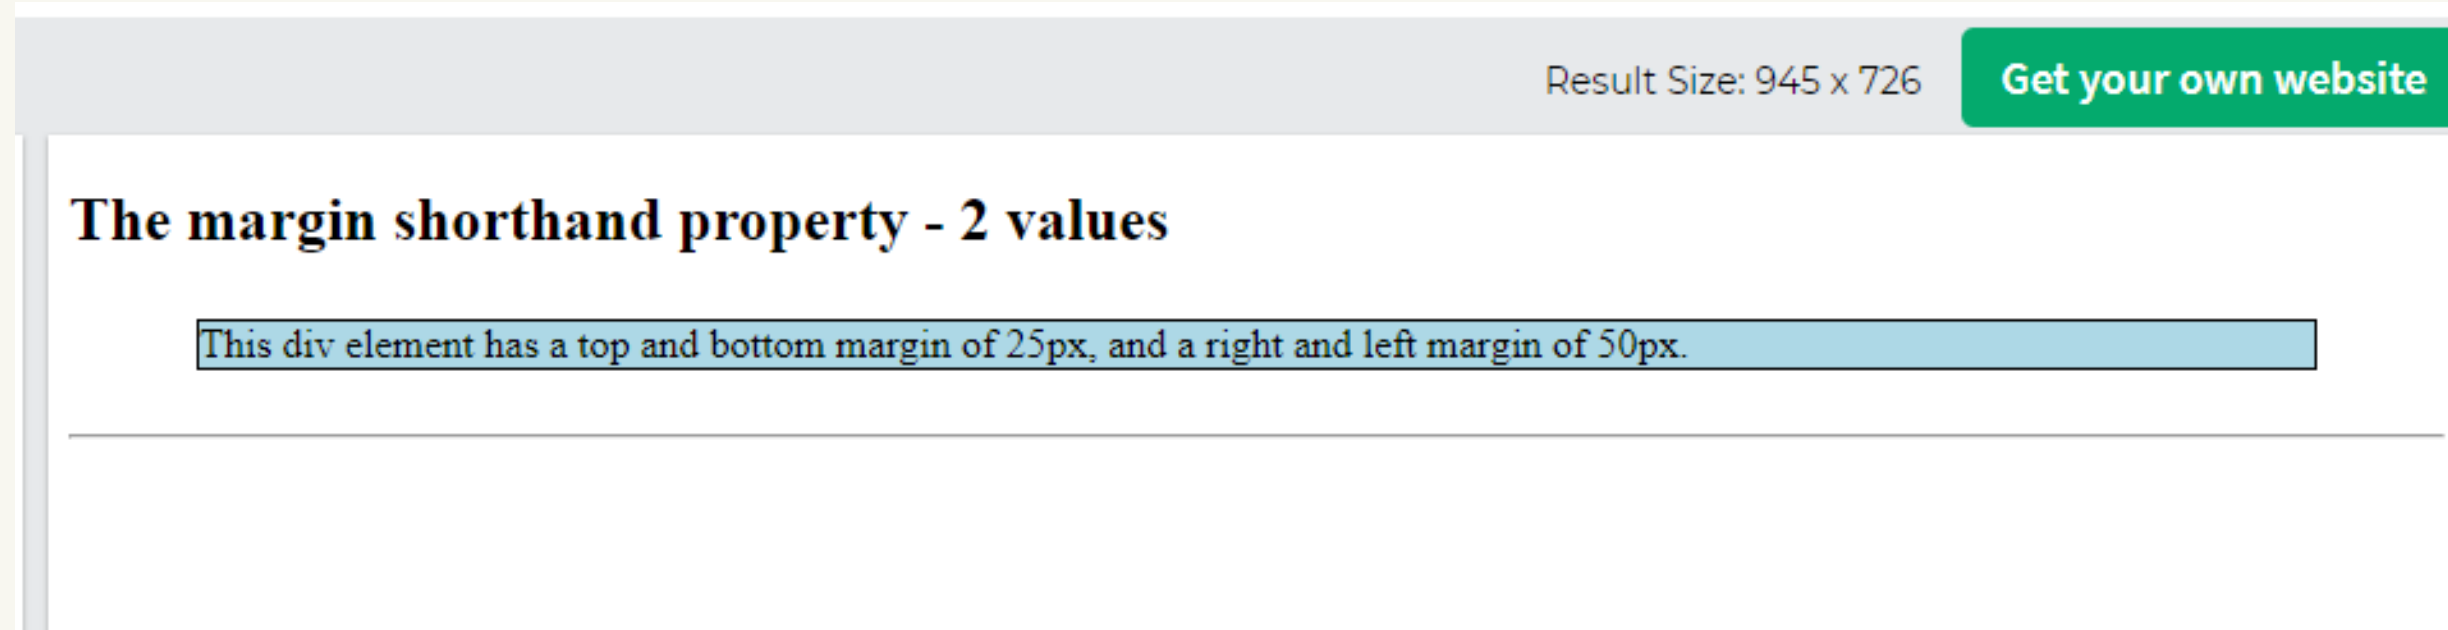 Result Size: 945 x 726
Get your own website
The margin shorthand property - 2 values
This div element has a top and bottom margin of 25px, and a right and left margin of 50px.